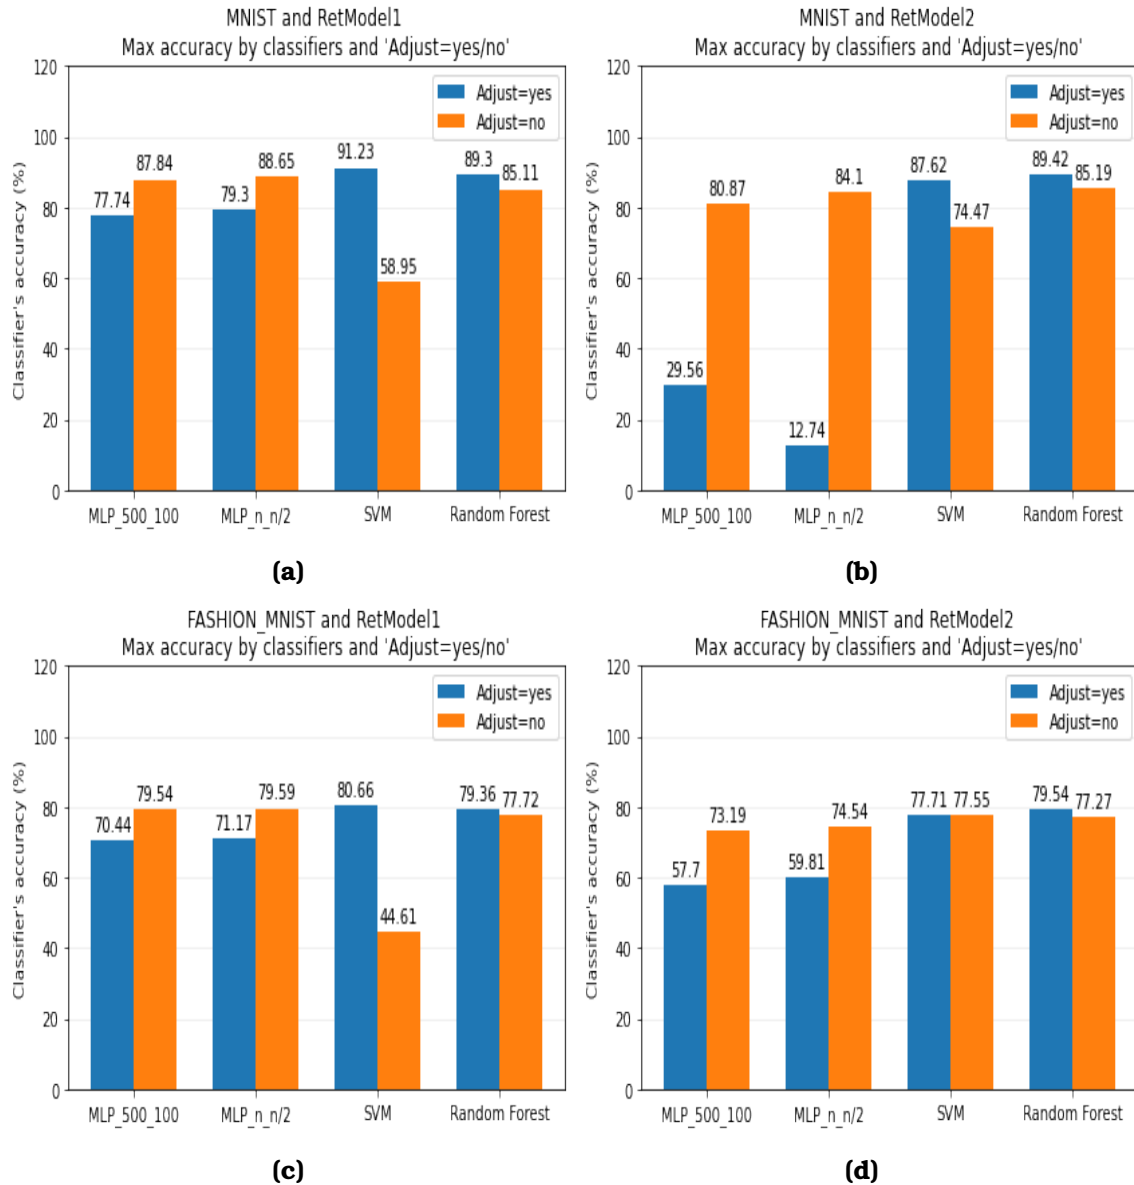 MNIST and RetModel1
Max accuracy by classifiers and 'Adjust=yes/no'
120
100
80
60
40
20
0
Classifier's accuracy (%)
Adjust=yes
Adjust=no
77.74
87.84
79.3
88.65
91.23
58.95
89.3
85.11
MLP_500_100
MLP_n_n/2
SVM
Random Forest
(a)
MNIST and RetModel2
Max accuracy by classifiers and 'Adjust=yes/no'
120
100
80
60
40
20
0
Classifier's accuracy (%)
Adjust=yes
Adjust=no
29.56
80.87
12.74
84.1
87.62
74.47
89.42
85.19
MLP_500_100
MLP_n_n/2
SVM
Random Forest
(b)
FASHION_MNIST and RetModel1
Max accuracy by classifiers and 'Adjust=yes/no'
120
100
80
60
40
20
0
Classifier's accuracy (%)
Adjust=yes
Adjust=no
70.44
79.54
71.17
79.59
80.66
44.61
79.36
77.72
MLP_500_100
MLP_n_n/2
SVM
Random Forest
(c)
FASHION_MNIST and RetModel2
Max accuracy by classifiers and 'Adjust=yes/no'
120
100
80
60
40
20
0
Classifier's accuracy (%)
Adjust=yes
Adjust=no
57.7
73.19
59.81
74.54
77.71
77.55
79.54
77.27
MLP_500_100
MLP_n_n/2
SVM
Random Forest
(d)